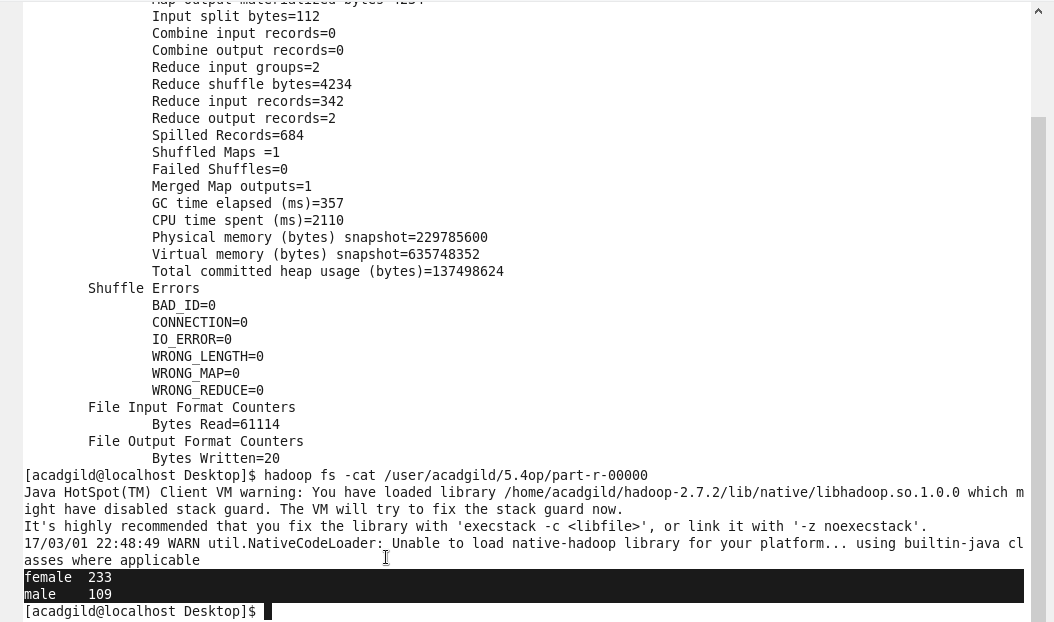 Map output materialized bytes=4234
Input split bytes=112
Combine input records=0
Combine output records=0
Reduce input groups=2
Reduce shuffle bytes=4234
Reduce input records=342
Reduce output records=2
Spilled Records=684
Shuffled Maps =1
Failed Shuffles=0
Merged Map outputs=1
GC time elapsed (ms)=357
CPU time spent (ms)=2110
Physical memory (bytes) snapshot=229785600
Virtual memory (bytes) snapshot=635748352
Total committed heap usage (bytes)=137498624
Shuffle Errors
BAD_ID=0
CONNECTION=0
IO_ERROR=0
WRONG_LENGTH=0
WRONG_MAP=0
WRONG_REDUCE=0
File Input Format Counters
Bytes Read=61114
File Output Format Counters
Bytes Written=20
[acadgild@localhost Desktop]$ hadoop fs -cat /user/acadgild/5.4op/part-r-00000
Java HotSpot(TM) Client VM warning: You have loaded library /home/acadgild/hadoop-2.7.2/lib/native/libhadoop.so.1.0.0 which m
ight have disabled stack guard. The VM will try to fix the stack guard now.
It's highly recommended that you fix the library with 'execstack -c <libfile>', or link it with '-z noexecstack'.
17/03/01 22:48:49 WARN util.NativeCodeLoader: Unable to load native-hadoop library for your platform... using builtin-java cl
asses where applicable
female  233
male    109
[acadgild@localhost Desktop]$